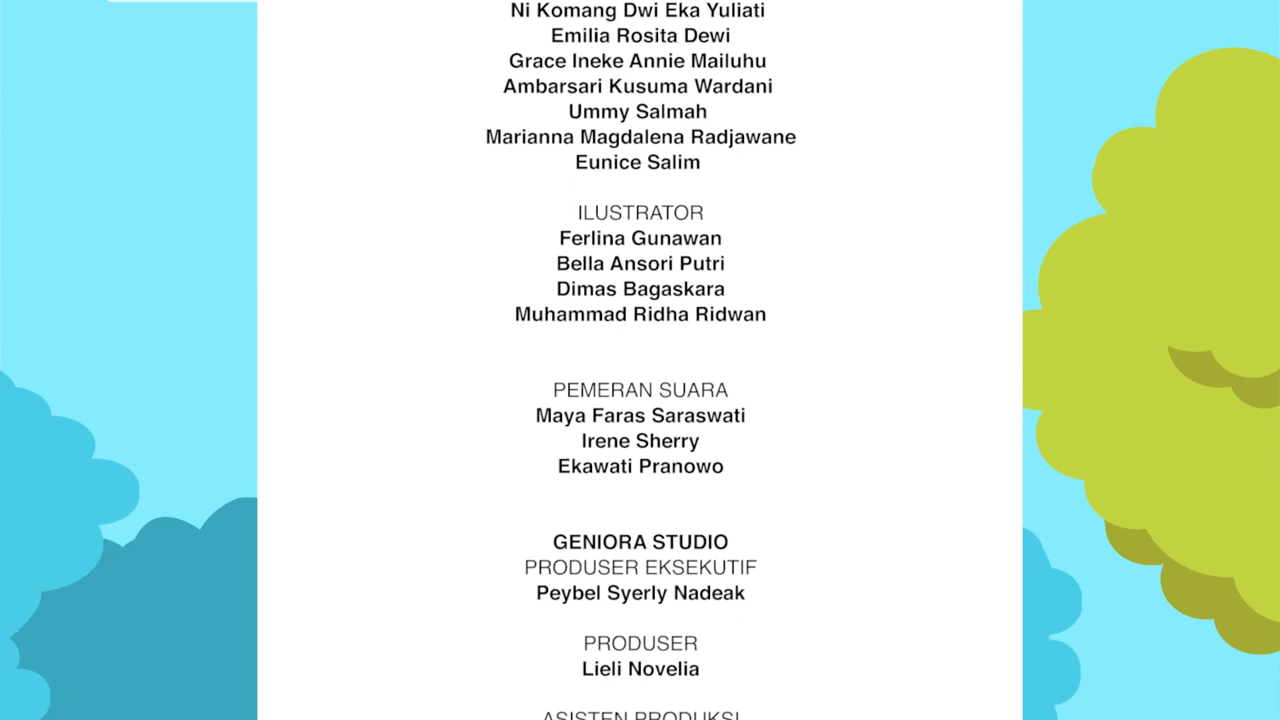 Ni Komang Dwi Eka Yuliati
Emilia Rosita Dewi
Grace Ineke Annie Mailuhu
Ambarsari Kusuma Wardani
Ummy Salmah
Marianna Magdalena Radjawane
Eunice Salim
ILUSTRATOR
Ferlina Gunawan
Bella Ansori Putri
Dimas Bagaskara
Muhammad Ridha Ridwan
PEMERAN SUARA
Maya Faras Saraswati
Irene Sherry
Ekawati Pranowo
GENIORA STUDIO
PRODUSER EKSEKUTIF
Peybel Syerly Nadeak
PRODUSER
Lieli Novelia
ASISTEN PRODUKSI